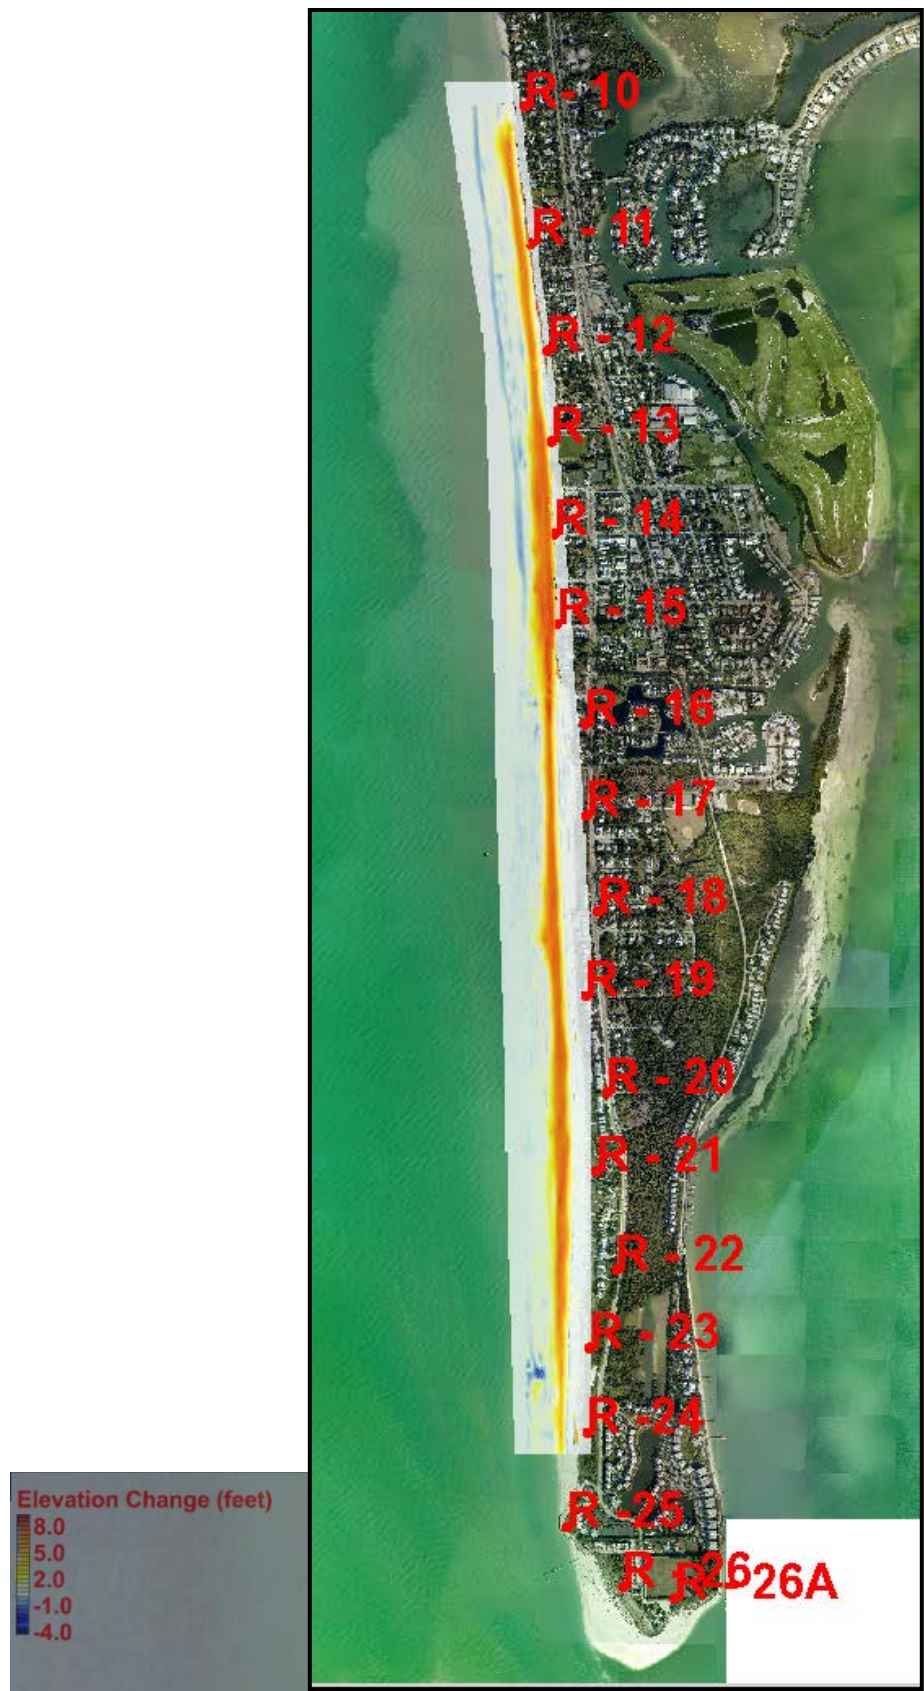 R - 10
R - 11
R - 12
R - 13
R - 14
R - 15
R - 16
R - 17
R - 18
R - 19
R - 20
R - 21
R - 22
R - 23
R -24
R -25
R - 26
R - 26A
Elevation Change (feet)
8.0
5.0
2.0
-1.0
-4.0